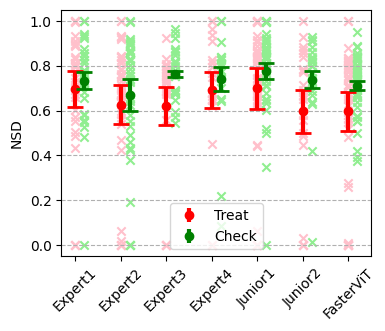 1.0
0.8
0.6
0.4
0.2
0.0
NSD
Treat
Check
Expert1
Expert2
Expert3
Expert4
Junior1
Junior2
FasterViT